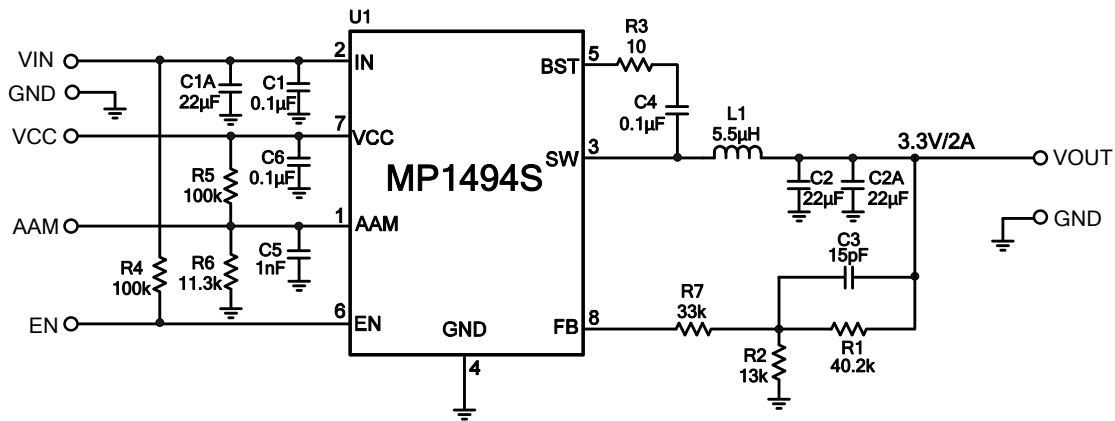 U1
VIN
2
IN
GND
C1A
22µF
C1
0.1µF
VCC
7
VCC
R5
100k
C6
0.1µF
AAM
1
AAM
R4
100k
R6
11.3k
C5
1nF
EN
6
EN
MP1494S
GND
4
BST
5
R3
10
C4
0.1µF
SW
3
L1
5.5µH
3.3V/2A
VOUT
C2
22µF
C2A
22µF
GND
C3
15pF
FB
8
R7
33k
R2
13k
R1
40.2k